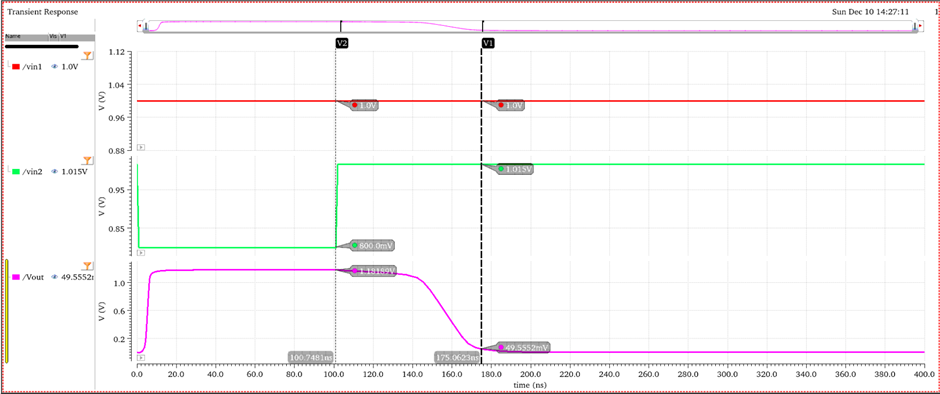 Transient Response
Sun Dec 10 14:27:11 1
Name Vis V1
V2
V1
/vin1 1.0V
V (V)
1.12
1.04
0.96
0.88
1.0V
1.0V
/vin2 1.015V
V (V)
0.95
0.85
1.015V
800.0mV
/Vout 49.5552
V (V)
1.0
0.6
0.2
49.5552mV
100.7481ns
175.0623ns
0.0 20.0 40.0 60.0 80.0 100.0 120.0 140.0 160.0 180.0 200.0 220.0 240.0 260.0 280.0 300.0 320.0 340.0 360.0 380.0 400.0
time (ns)